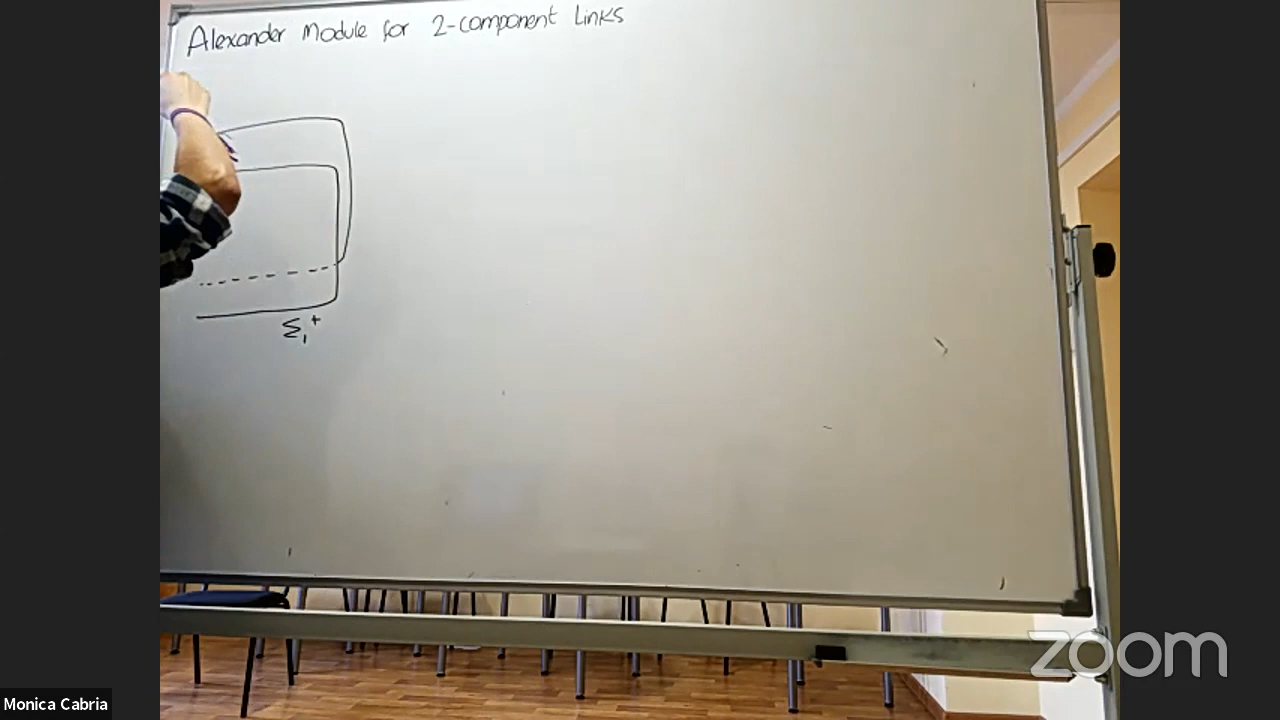 Alexander Module for 2-component Links
Σ₁⁺
zoom
Monica Cabria